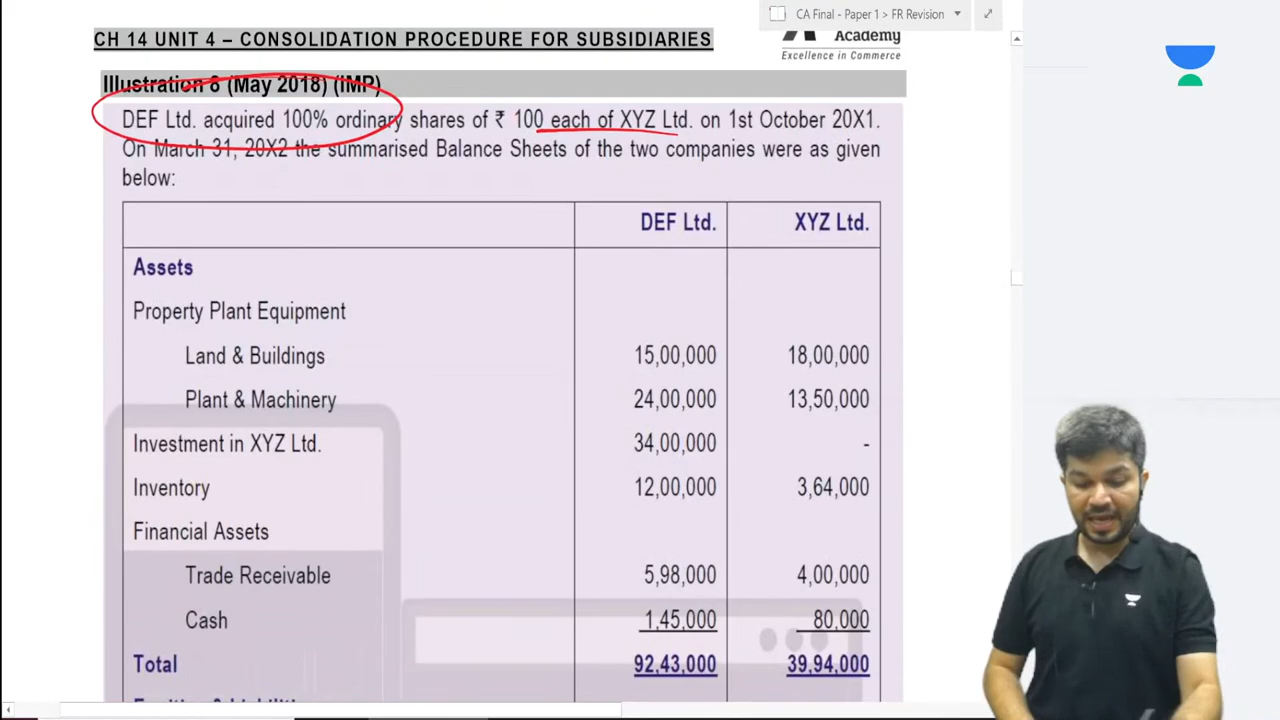 CA Final - Paper 1 > FR Revision
CH 14 UNIT 4 – CONSOLIDATION PROCEDURE FOR SUBSIDIARIES
Academy
Excellence in Commerce
Illustration 8 (May 2018) (IMP)
DEF Ltd. acquired 100% ordinary shares of ₹ 100 each of XYZ Ltd. on 1st October 20X1.
On March 31, 20X2 the summarised Balance Sheets of the two companies were as given
below:
DEF Ltd. XYZ Ltd.
Assets
Property Plant Equipment
Land & Buildings 15,00,000 18,00,000
Plant & Machinery 24,00,000 13,50,000
Investment in XYZ Ltd. 34,00,000 -
Inventory 12,00,000 3,64,000
Financial Assets
Trade Receivable 5,98,000 4,00,000
Cash 1,45,000 80,000
Total 92,43,000 39,94,000